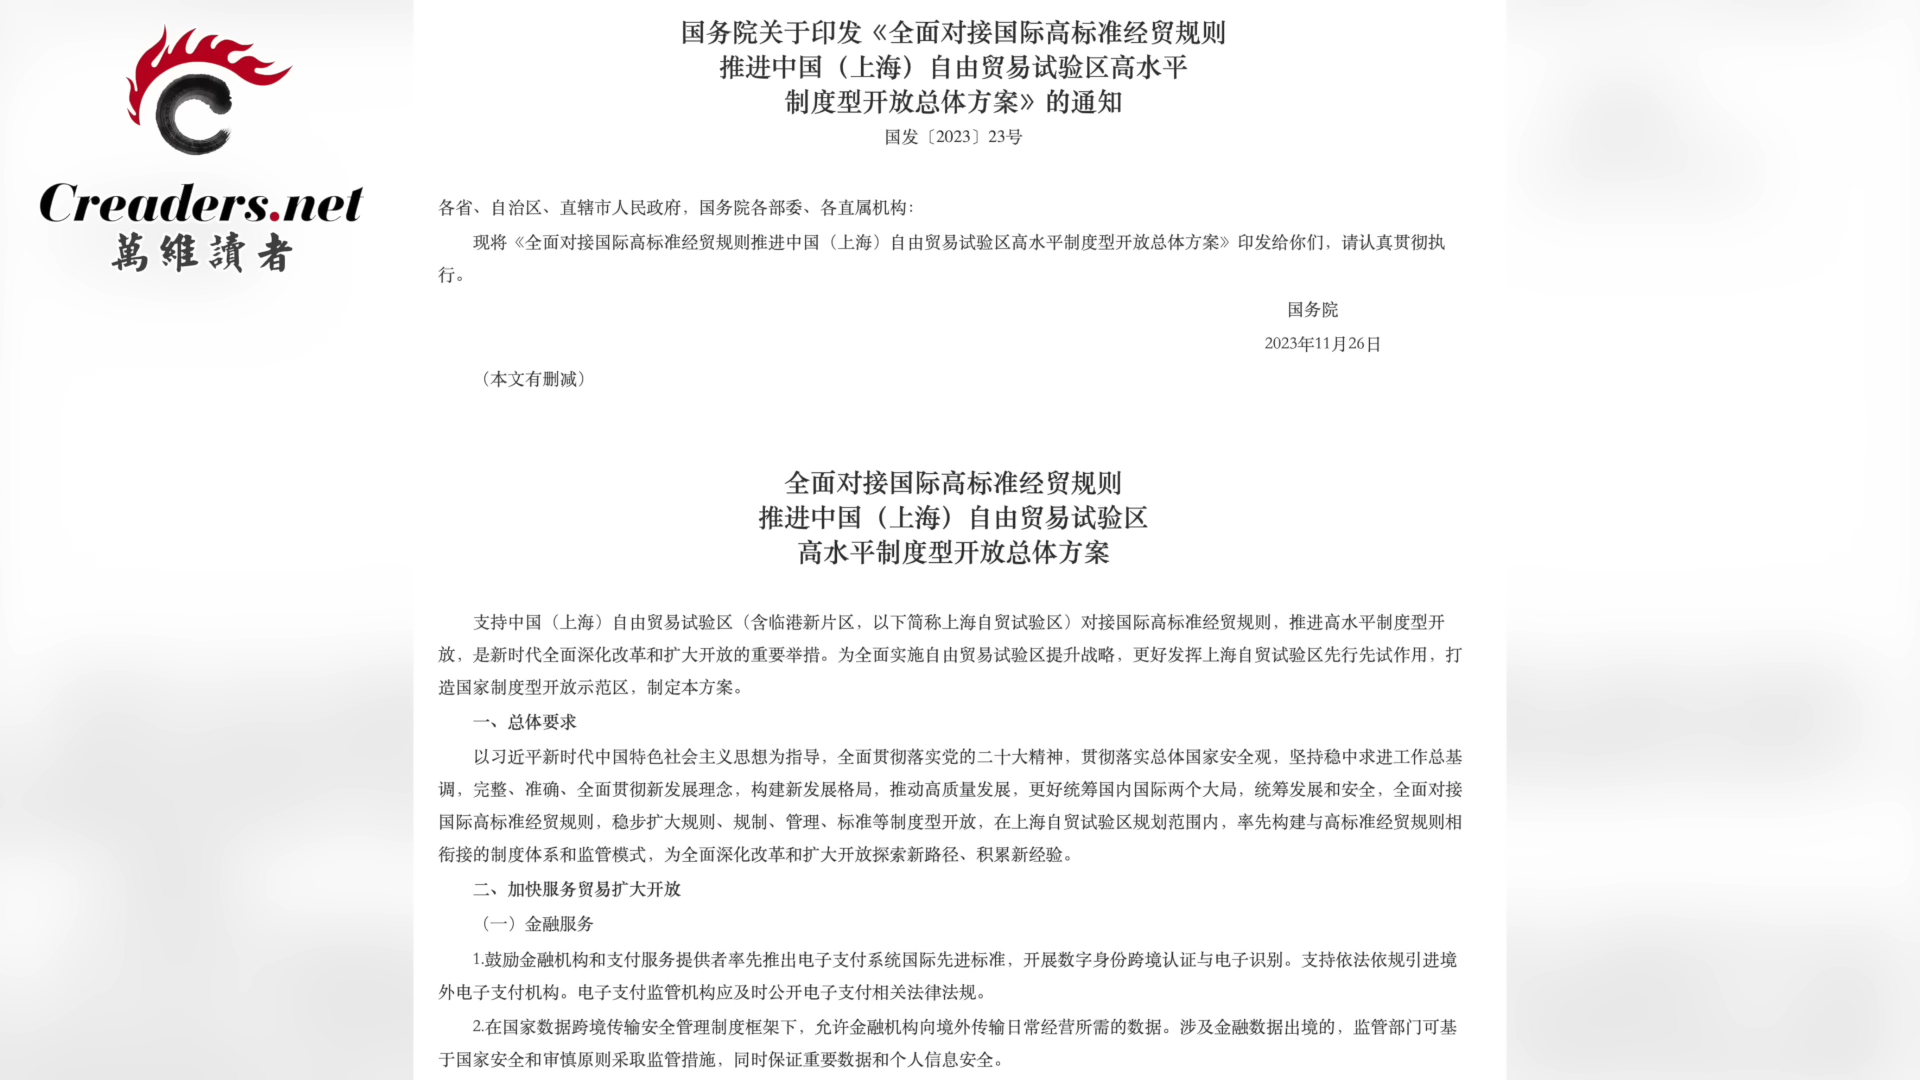 Creaders.net
萬維讀者
国务院关于印发《全面对接国际高标准经贸规则
推进中国（上海）自由贸易试验区高水平
制度型开放总体方案》的通知
国发〔2023〕23号
各省、自治区、直辖市人民政府，国务院各部委、各直属机构：
现将《全面对接国际高标准经贸规则推进中国（上海）自由贸易试验区高水平制度型开放总体方案》印发给你们，请认真贯彻执
行。
国务院
2023年11月26日
（本文有删减）
全面对接国际高标准经贸规则
推进中国（上海）自由贸易试验区
高水平制度型开放总体方案
支持中国（上海）自由贸易试验区（含临港新片区，以下简称上海自贸试验区）对接国际高标准经贸规则，推进高水平制度型开
放，是新时代全面深化改革和扩大开放的重要举措。为全面实施自由贸易试验区提升战略，更好发挥上海自贸试验区先行先试作用，打
造国家制度型开放示范区，制定本方案。
一、总体要求
以习近平新时代中国特色社会主义思想为指导，全面贯彻落实党的二十大精神，贯彻落实总体国家安全观，坚持稳中求进工作总基
调，完整、准确、全面贯彻新发展理念，构建新发展格局，推动高质量发展，更好统筹国内国际两个大局，统筹发展和安全，全面对接
国际高标准经贸规则，稳步扩大规则、规制、管理、标准等制度型开放，在上海自贸试验区规划范围内，率先构建与高标准经贸规则相
衔接的制度体系和监管模式，为全面深化改革和扩大开放探索新路径、积累新经验。
二、加快服务贸易扩大开放
（一）金融服务
1.鼓励金融机构和支付服务提供者率先推出电子支付系统国际先进标准，开展数字身份跨境认证与电子识别。支持依法依规引进境
外电子支付机构。电子支付监管机构应及时公开电子支付相关法律法规。
2.在国家数据跨境传输安全管理制度框架下，允许金融机构向境外传输日常经营所需的数据。涉及金融数据出境的，监管部门可基
于国家安全和审慎原则采取监管措施，同时保证重要数据和个人信息安全。